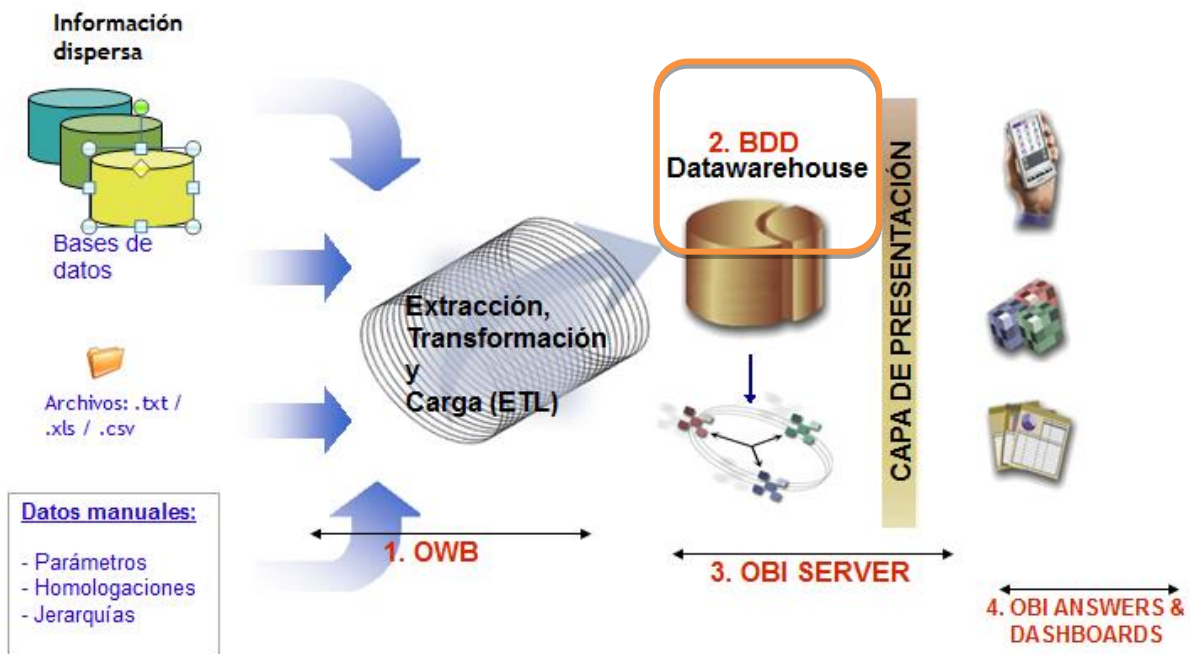 Información
dispersa
Bases de
datos
Archivos: .txt /
.xls / .csv
Datos manuales:
- Parámetros
- Homologaciones
- Jerarquías
Extracción,
Transformación
y
Carga (ETL)
1. OWB
2. BDD
Datawarehouse
CAPA DE PRESENTACIÓN
3. OBI SERVER
4. OBI ANSWERS &
DASHBOARDS